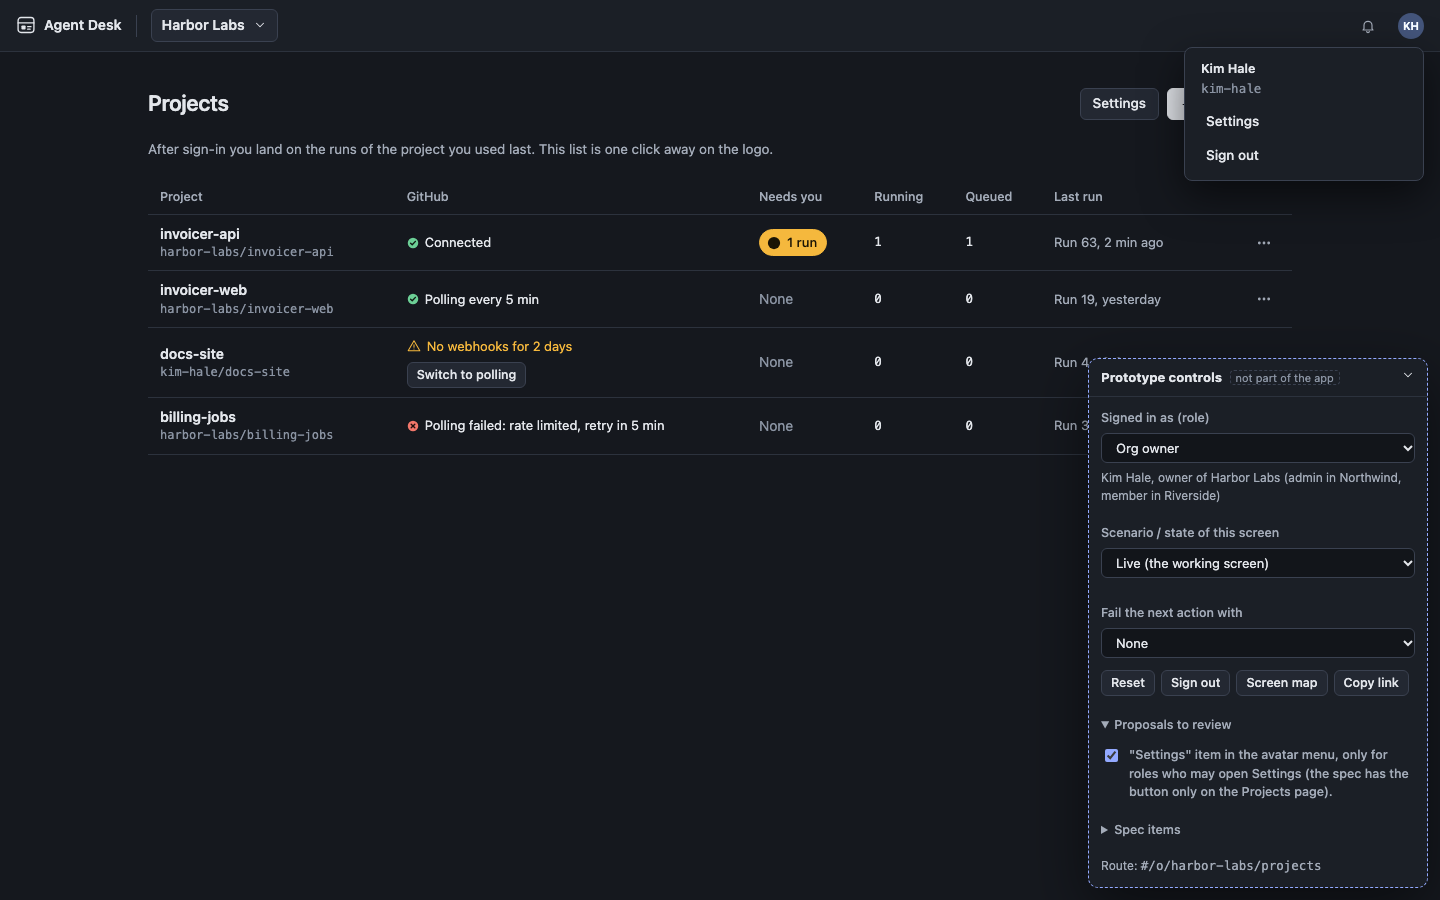 Agent Desk
Harbor Labs
KH
Kim Hale
kim-hale
Settings
Sign out
Projects
Settings
After sign-in you land on the runs of the project you used last. This list is one click away on the logo.
Project GitHub Needs you Running Queued Last run
invoicer-api
harbor-labs/invoicer-api
Connected
1 run
1
1
Run 63, 2 min ago
invoicer-web
harbor-labs/invoicer-web
Polling every 5 min
None
0
0
Run 19, yesterday
docs-site
kim-hale/docs-site
No webhooks for 2 days
Switch to polling
None
0
0
Run 4
billing-jobs
harbor-labs/billing-jobs
Polling failed: rate limited, retry in 5 min
None
0
0
Run 3
Prototype controls not part of the app
Signed in as (role)
Org owner
Kim Hale, owner of Harbor Labs (admin in Northwind,
member in Riverside)
Scenario / state of this screen
Live (the working screen)
Fail the next action with
None
Reset Sign out Screen map Copy link
Proposals to review
"Settings" item in the avatar menu, only for
roles who may open Settings (the spec has the
button only on the Projects page).
Spec items
Route: #/o/harbor-labs/projects